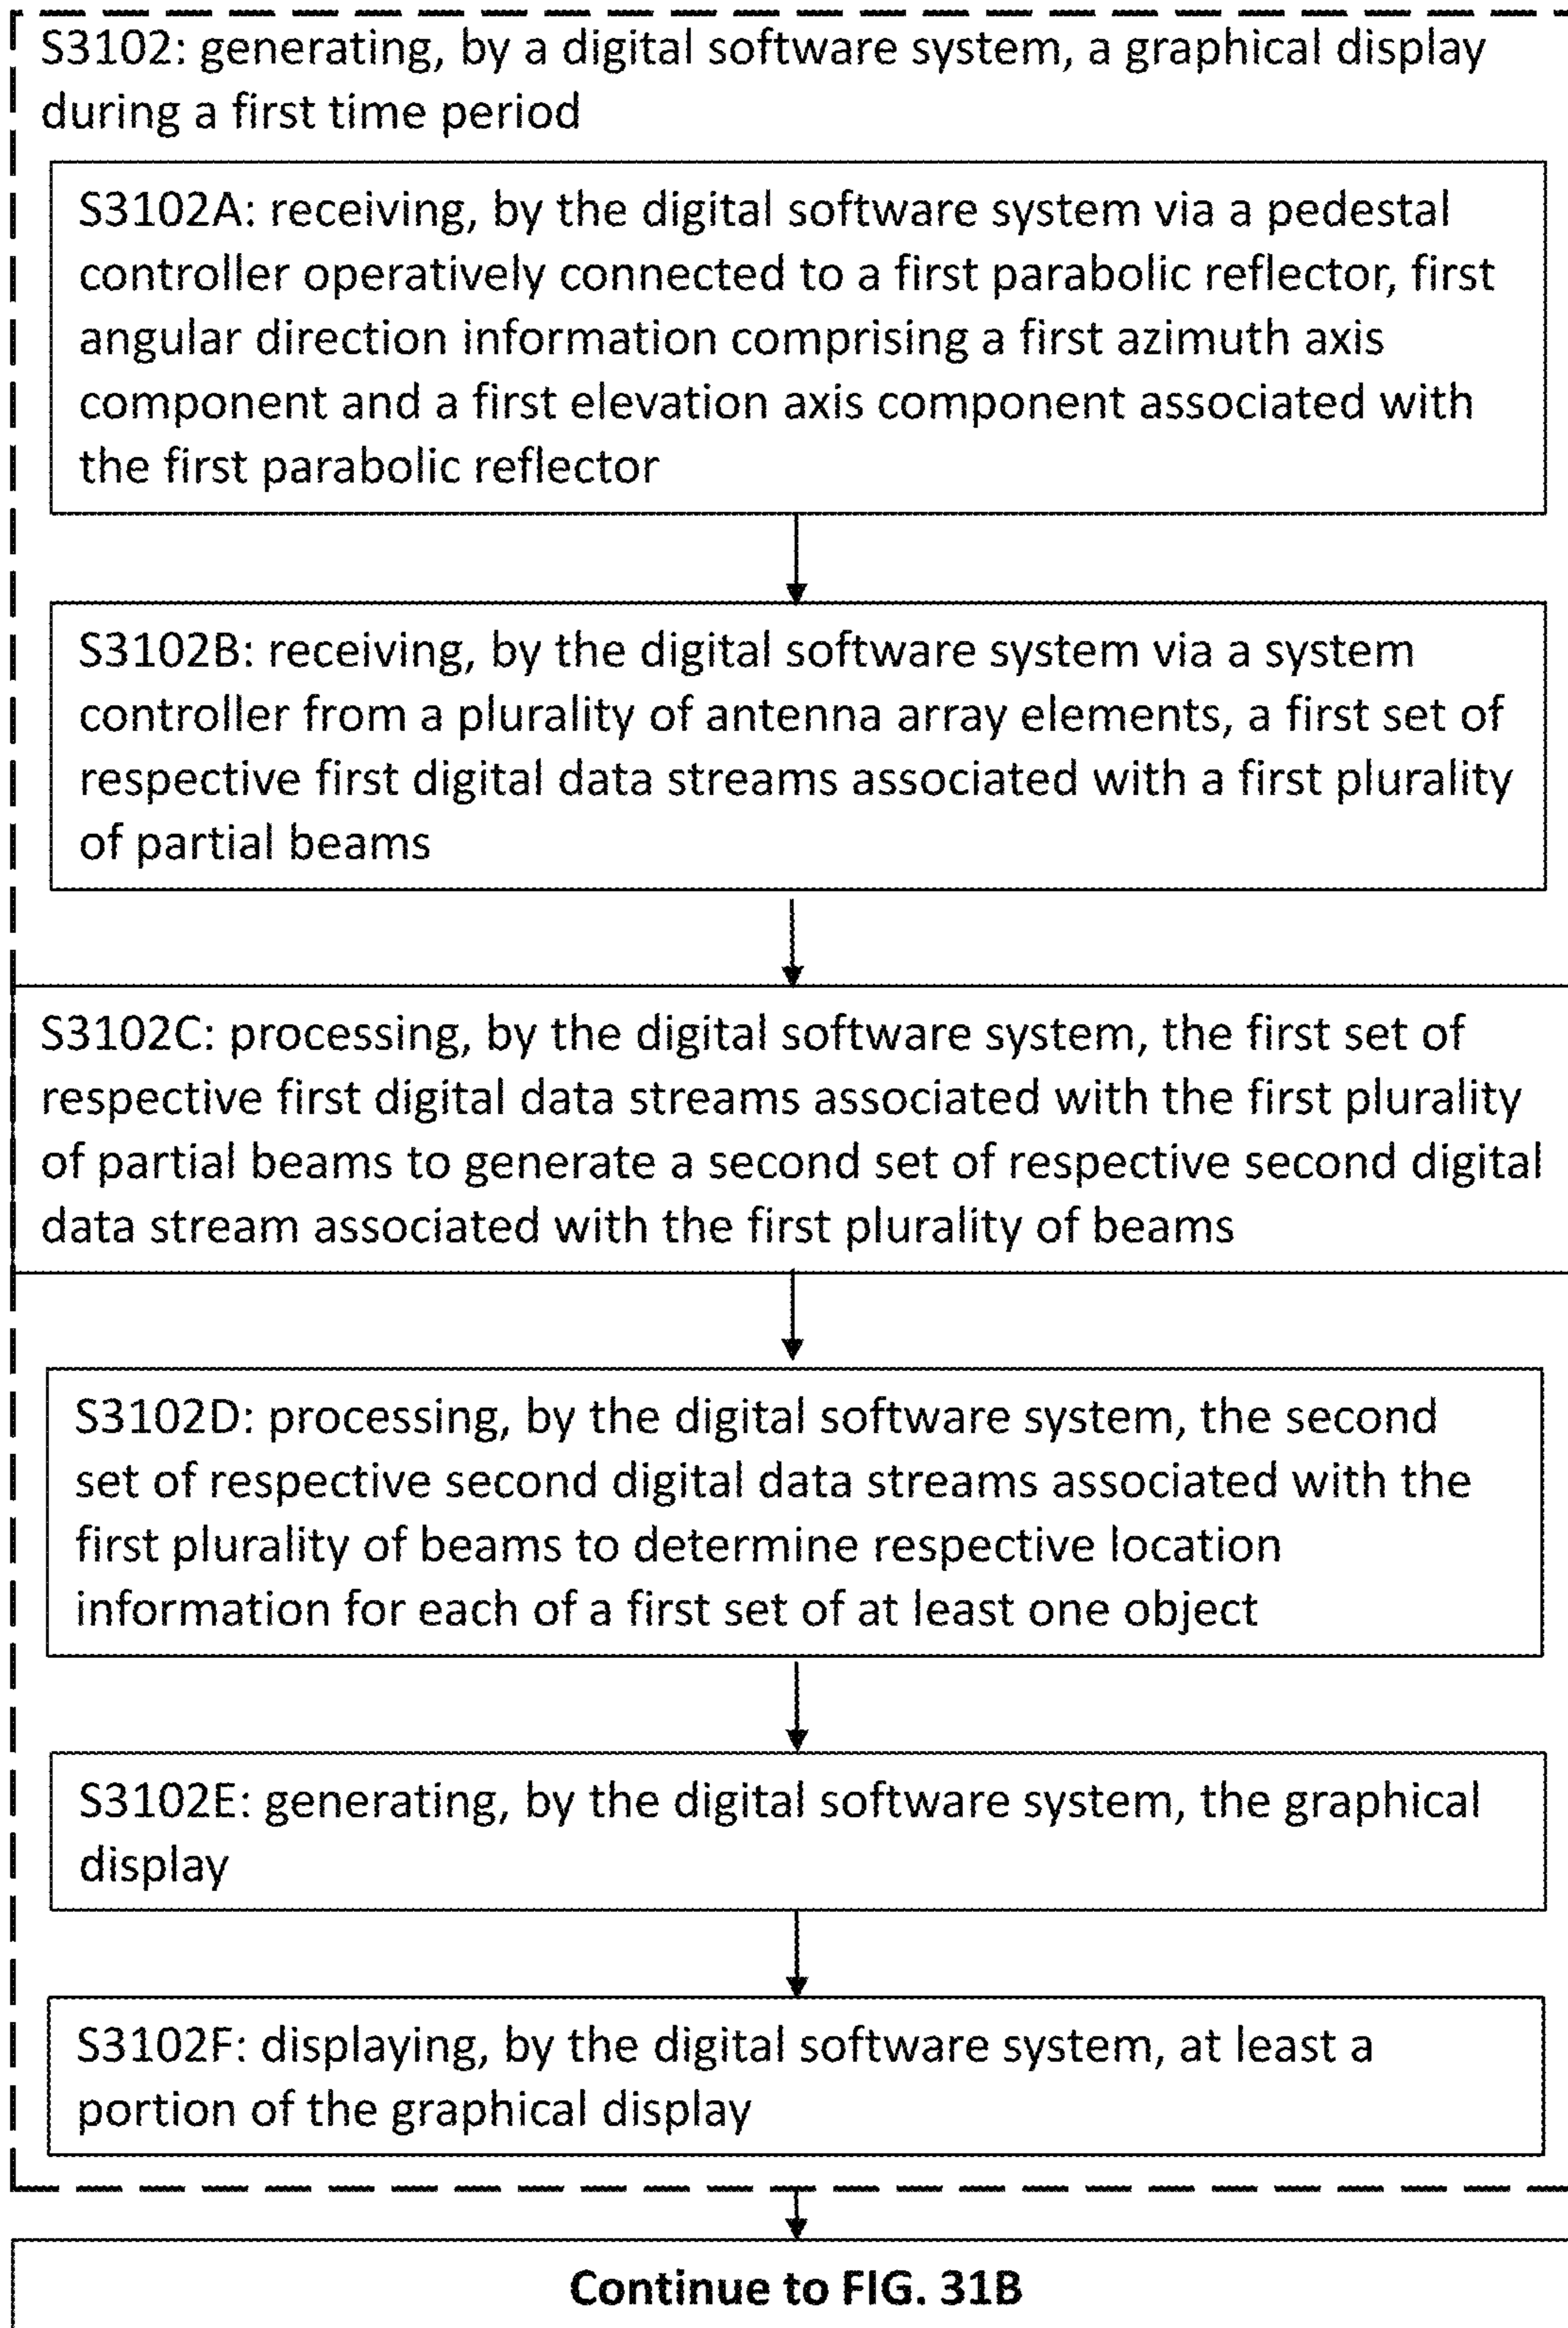 S3102: generating, by a digital software system, a graphical display
during a first time period
S3102A: receiving, by the digital software system via a pedestal
controller operatively connected to a first parabolic reflector, first
angular direction information comprising a first azimuth axis
component and a first elevation axis component associated with
the first parabolic reflector
S3102B: receiving, by the digital software system via a system
controller from a plurality of antenna array elements, a first set of
respective first digital data streams associated with a first plurality
of partial beams
S3102C: processing, by the digital software system, the first set of
respective first digital data streams associated with the first plurality
of partial beams to generate a second set of respective second digital
data stream associated with the first plurality of beams
S3102D: processing, by the digital software system, the second
set of respective second digital data streams associated with the
first plurality of beams to determine respective location
information for each of a first set of at least one object
S3102E: generating, by the digital software system, the graphical
display
S3102F: displaying, by the digital software system, at least a
portion of the graphical display
Continue to FIG. 31B